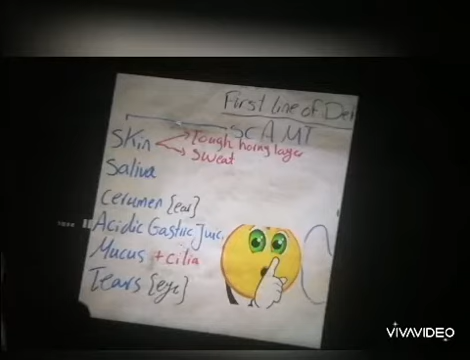 First line of De
SCAMT
Skin
Tough horny layer
Sweat
Saliva
Cerumen {ear}
Acidic Gastric Juic.
Mucus + cilia
Tears {eye}
VIVAVIDEO